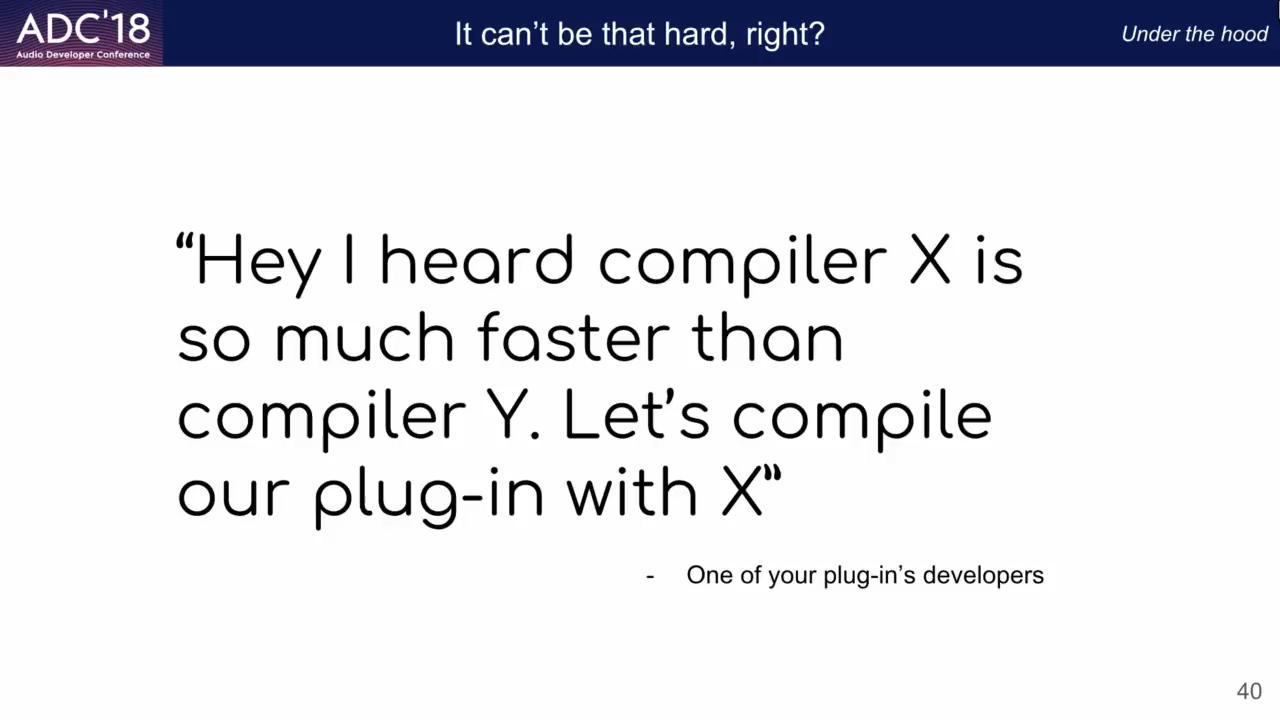 ADC'18
Audio Developer Conference
It can’t be that hard, right?
Under the hood
“Hey I heard compiler X is
so much faster than
compiler Y. Let’s compile
our plug-in with X”
- One of your plug-in’s developers
40